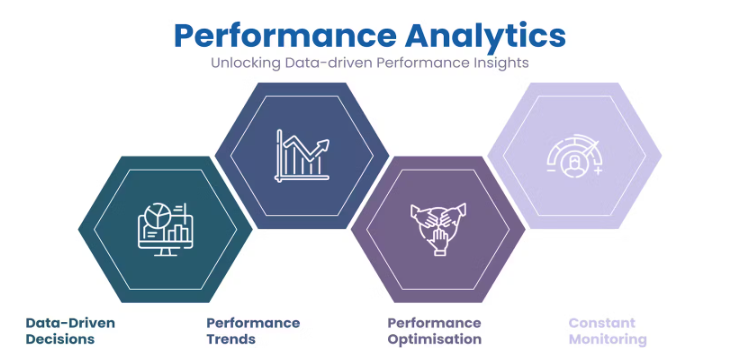 Performance Analytics
Unlocking Data-driven Performance Insights
Data-Driven
Decisions
Performance
Trends
Performance
Optimisation
Constant
Monitoring